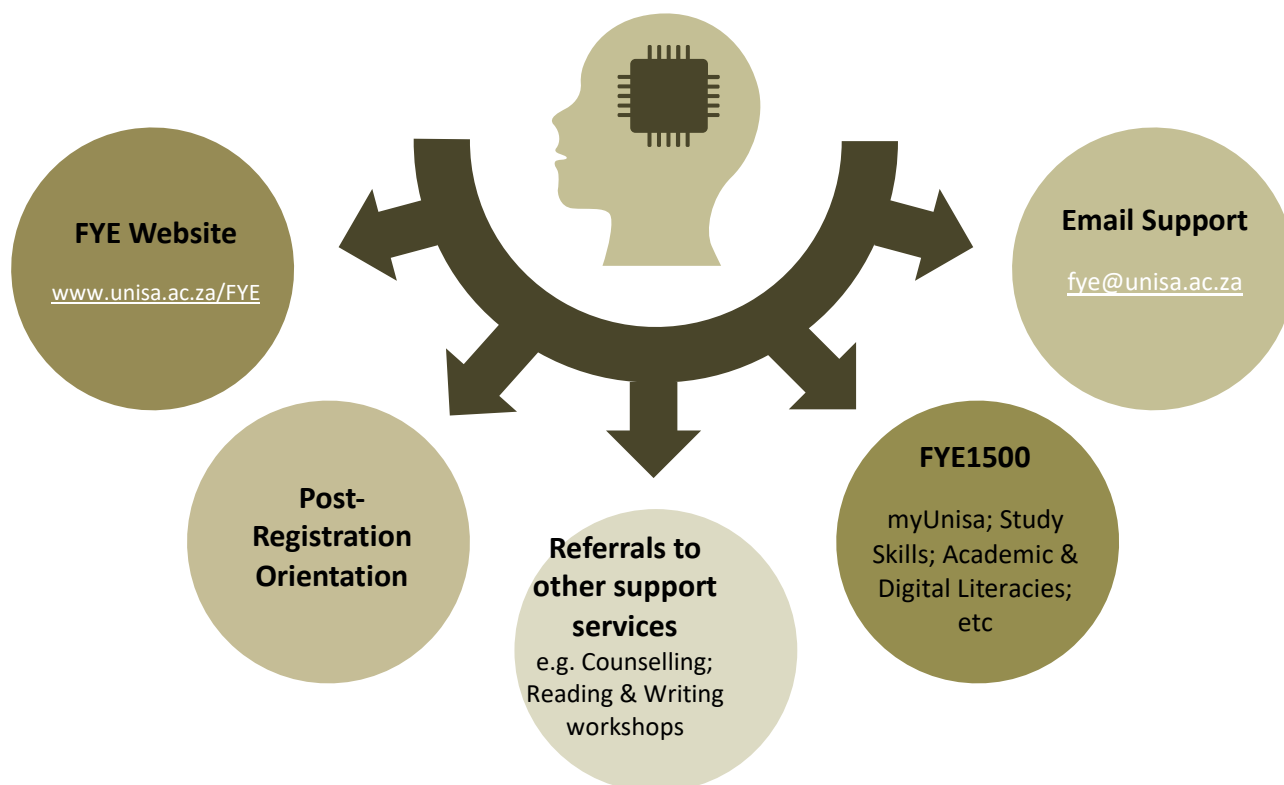 FYE Website
www.unisa.ac.za/FYE
Post-
Registration
Orientation
Referrals to
other support
services
e.g. Counselling;
Reading & Writing
workshops
FYE1500
myUnisa; Study
Skills; Academic &
Digital Literacies;
etc
Email Support
fye@unisa.ac.za